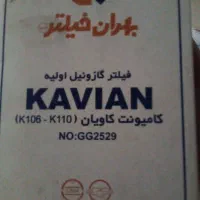 بهران فیلتر
فیلتر گازوئیل اولیه
KAVIAN
کامیونت کاویان (K106 - K110)
NO:GG2529